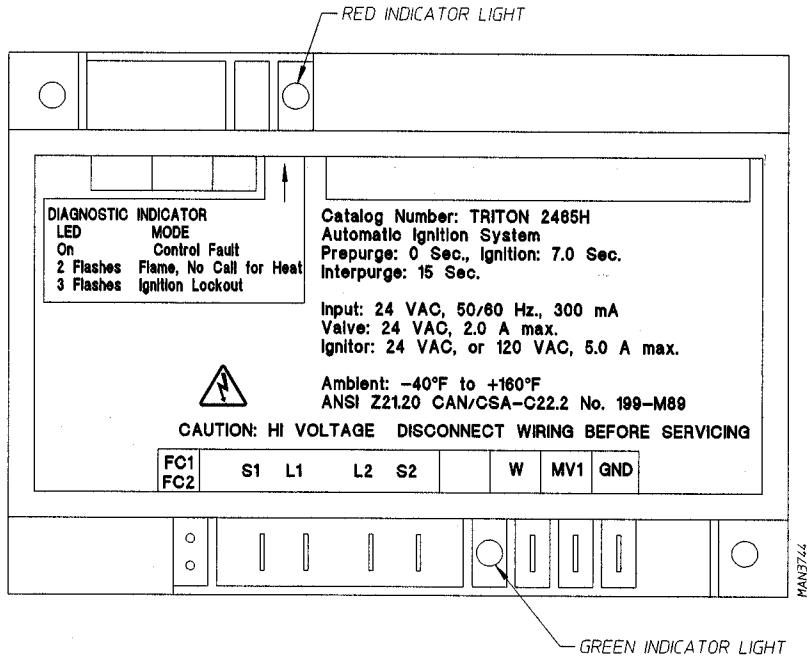 RED INDICATOR LIGHT
DIAGNOSTIC INDICATOR
LED MODE
On Control Fault
2 Flashes Flame, No Call for Heat
3 Flashes Ignition Lockout
Catalog Number: TRITON 2465H
Automatic Ignition System
Prepurge: 0 Sec., Ignition: 7.0 Sec.
Interpurge: 15 Sec.
Input: 24 VAC, 50/60 Hz., 300 mA
Valve: 24 VAC, 2.0 A max.
Ignitor: 24 VAC, or 120 VAC, 5.0 A max.
Ambient: -40°F to +160°F
ANSI Z21.20 CAN/CSA-C22.2 No. 199-M89
CAUTION: HI VOLTAGE DISCONNECT WIRING BEFORE SERVICING
FC1
FC2
S1 L1 L2 S2 W MV1 GND
MAN3744
GREEN INDICATOR LIGHT